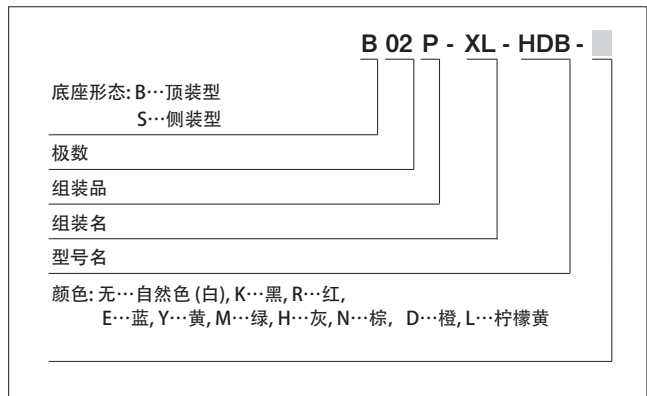 B 02 P - XL - HDB -
底座形态: B…顶装型
S…侧装型
极数
组装品
组装名
型号名
颜色: 无…自然色 (白), K…黑, R…红,
E…蓝, Y…黄, M…绿, H…灰, N…棕, D…橙, L…柠檬黄